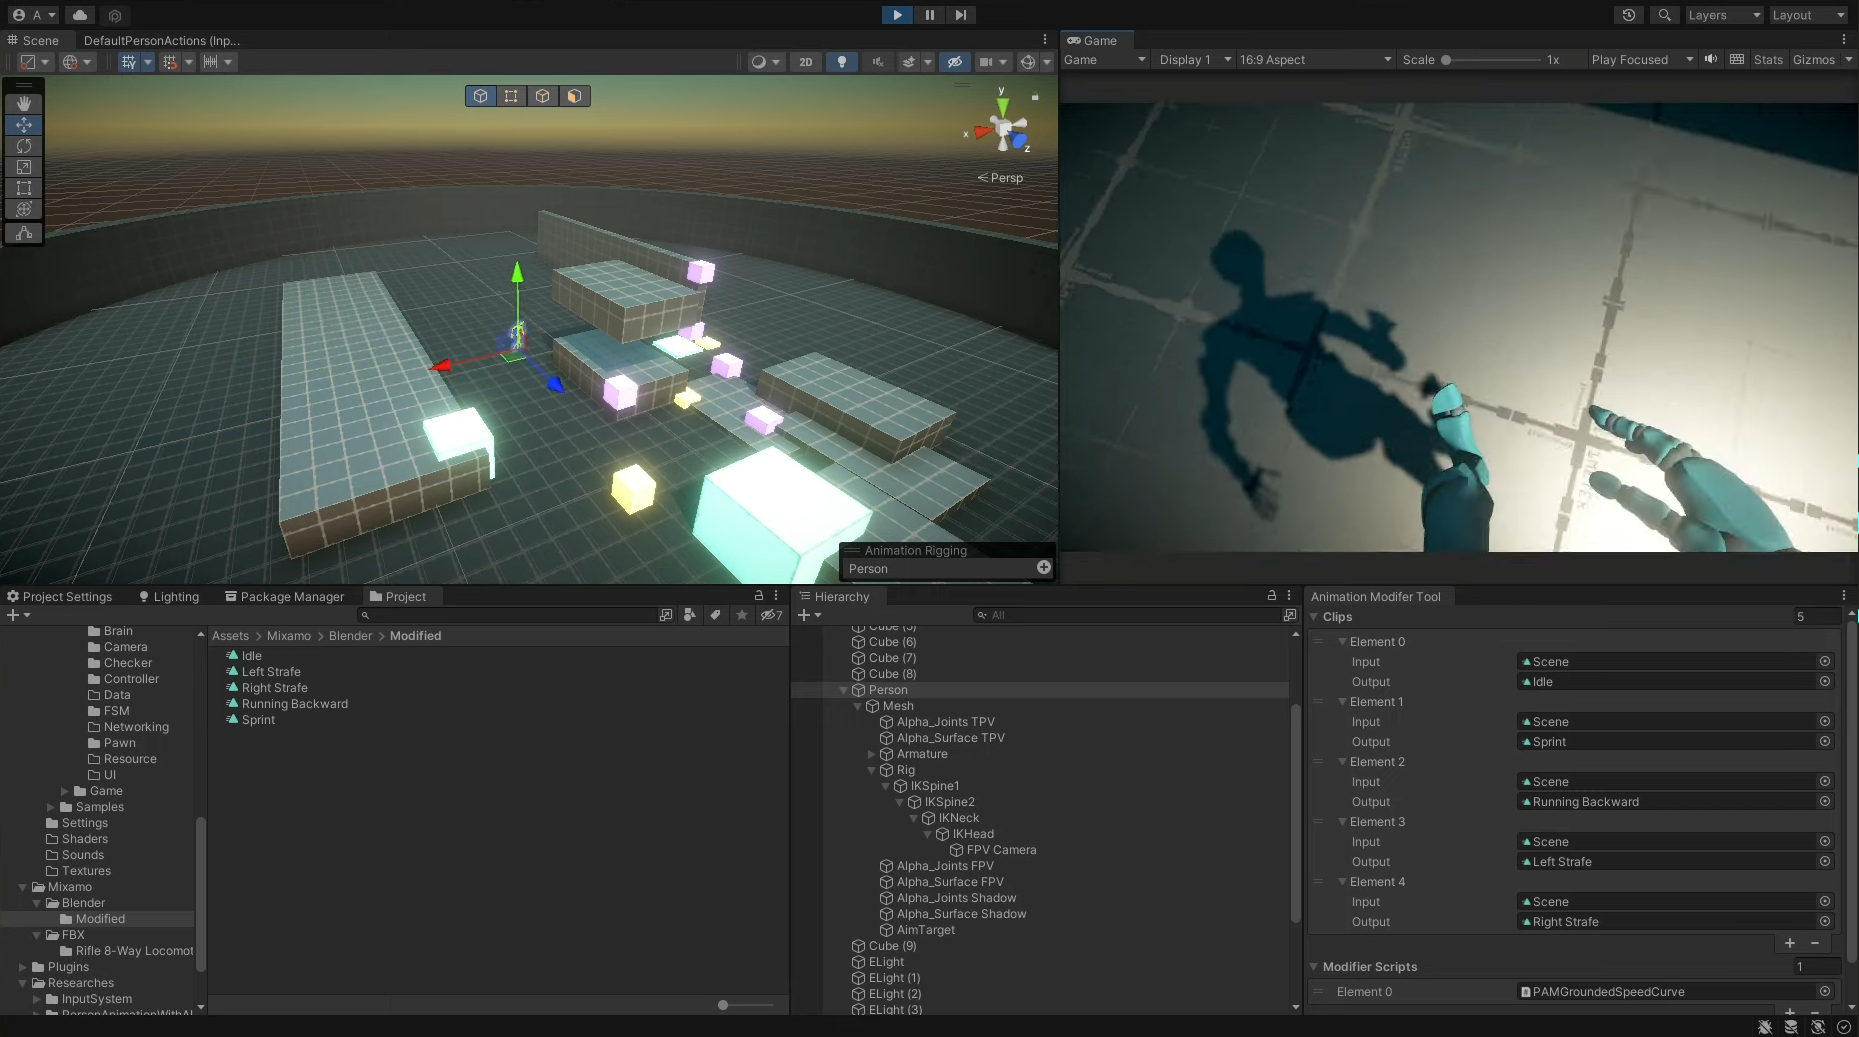 A
Layers
Layout
Scene
DefaultPersonActions (Inp...
Game
2D
Game
Display 1
16:9 Aspect
Scale
1x
Play Focused
Stats
Gizmos
y
x
z
Persp
Animation Rigging
Person
Project Settings
Lighting
Package Manager
Project
7
Brain
Camera
Checker
Controller
Data
FSM
Networking
Pawn
Resource
UI
Game
Samples
Settings
Shaders
Sounds
Textures
Mixamo
Blender
Modified
FBX
Rifle 8-Way Locomot
Plugins
Researches
InputSystem
PersonAnimationWithAI
Assets > Mixamo > Blender > Modified
Idle
Left Strafe
Right Strafe
Running Backward
Sprint
Hierarchy
All
Cube (5)
Cube (6)
Cube (7)
Cube (8)
Person
Mesh
Alpha_Joints TPV
Alpha_Surface TPV
Armature
Rig
IKSpine1
IKSpine2
IKNeck
IKHead
FPV Camera
Alpha_Joints FPV
Alpha_Surface FPV
Alpha_Joints Shadow
Alpha_Surface Shadow
AimTarget
Cube (9)
ELight
ELight (1)
ELight (2)
ELight (3)
Animation Modifer Tool
Clips
5
Element 0
Input
Scene
Output
Idle
Element 1
Input
Scene
Output
Sprint
Element 2
Input
Scene
Output
Running Backward
Element 3
Input
Scene
Output
Left Strafe
Element 4
Input
Scene
Output
Right Strafe
Modifier Scripts
1
Element 0
PAMGroundedSpeedCurve